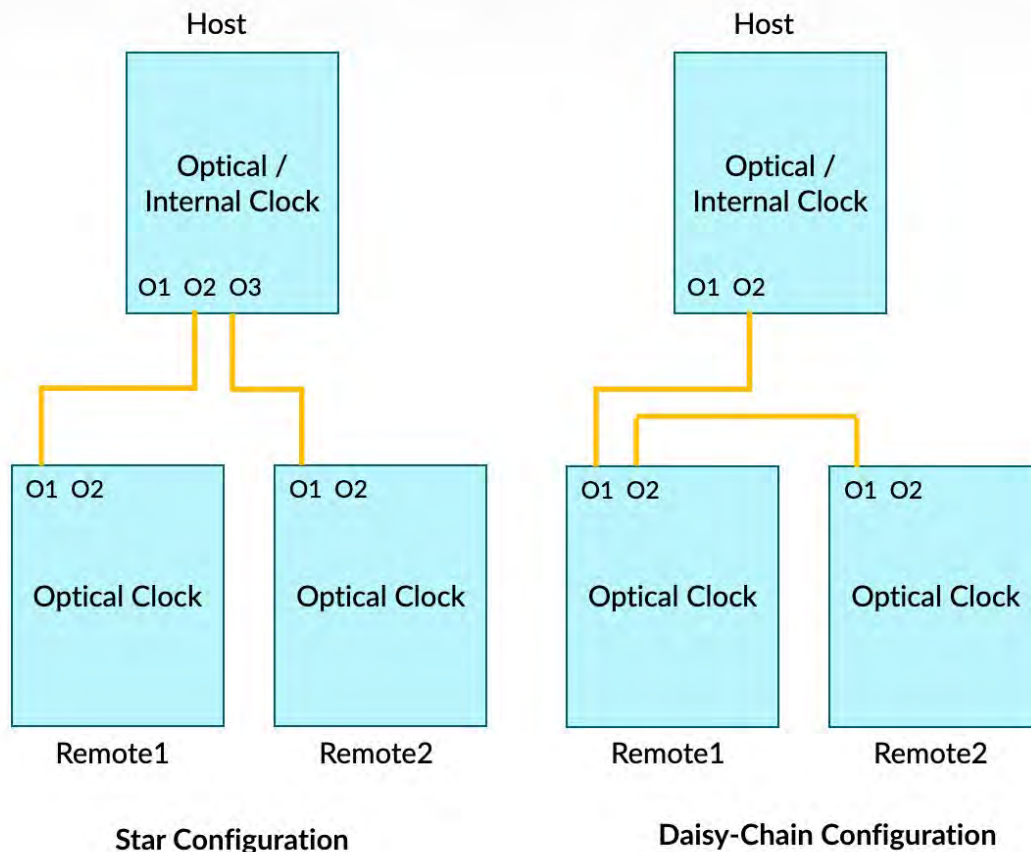 Host
Optical /
Internal Clock
O1 O2 O3
O1 O2
Optical Clock
Remote1
O1 O2
Optical Clock
Remote2
Star Configuration
Host
Optical /
Internal Clock
O1 O2
O1 O2
Optical Clock
Remote1
O1 O2
Optical Clock
Remote2
Daisy-Chain Configuration